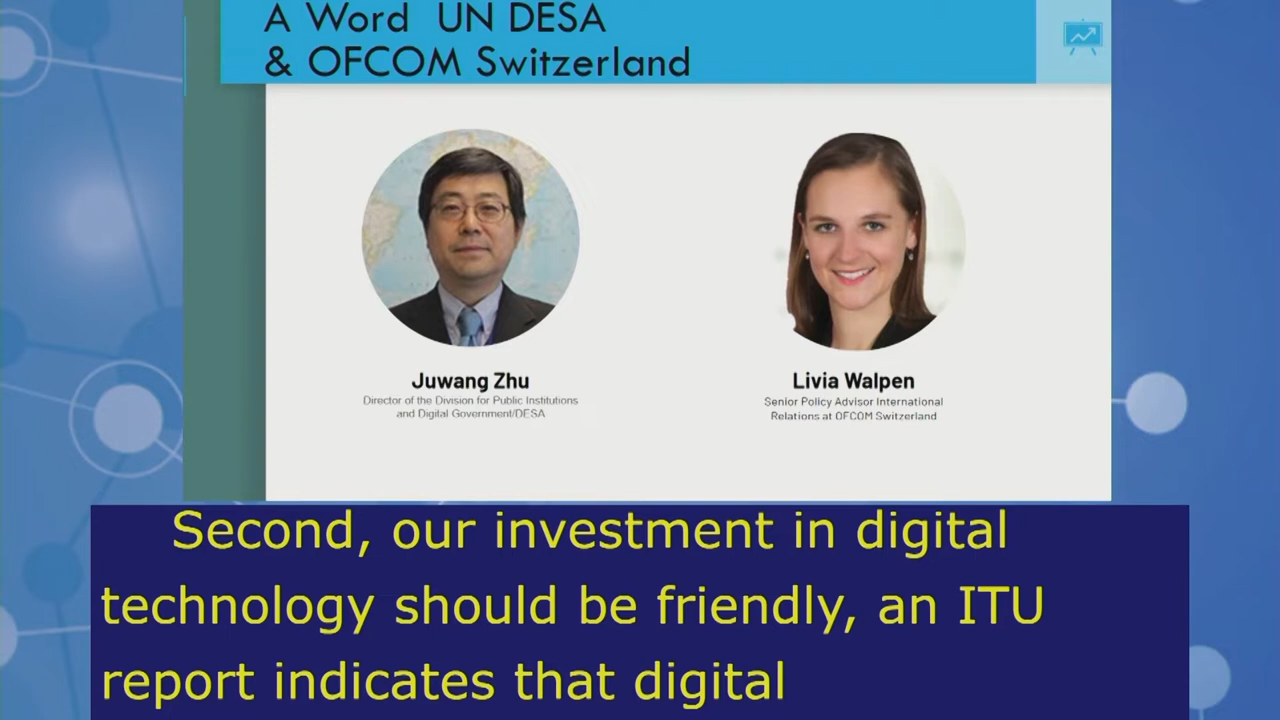 A Word UN DESA
& OFCOM Switzerland
Juwang Zhu
Director of the Division for Public Institutions
and Digital Government/DESA
Livia Walpen
Senior Policy Advisor International
Relations at OFCOM Switzerland
Second, our investment in digital
technology should be friendly, an ITU
report indicates that digital